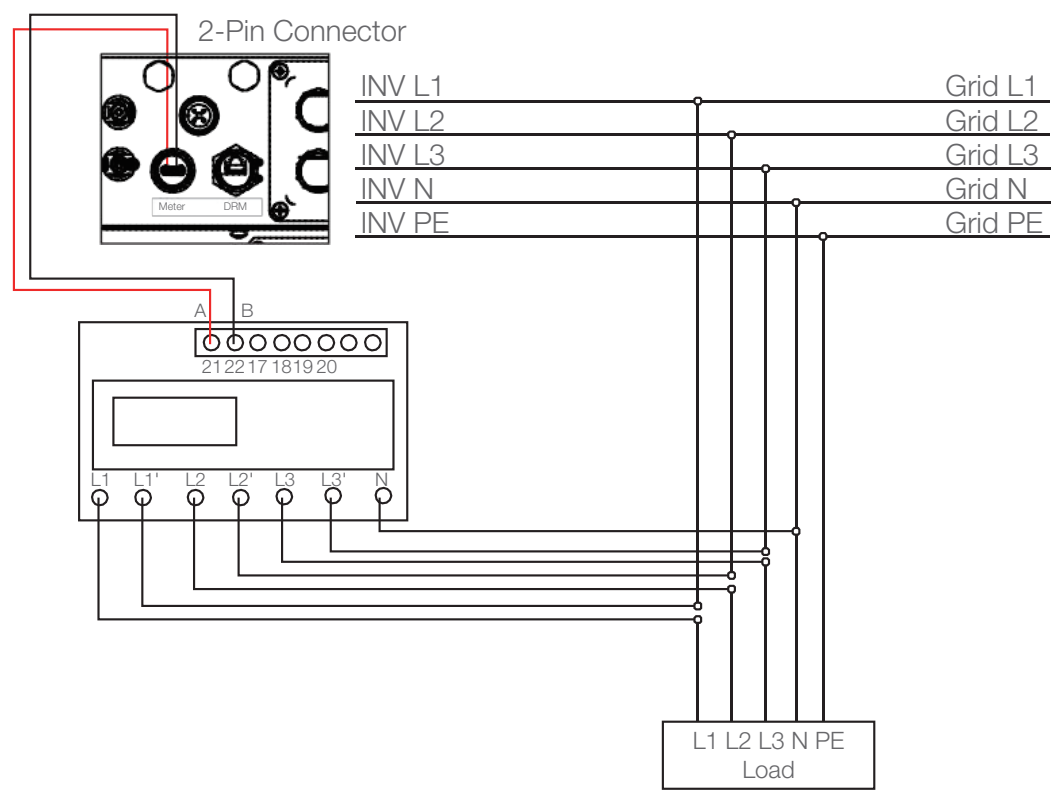 2-Pin Connector
INV L1 Grid L1
INV L2 Grid L2
INV L3 Grid L3
INV N Grid N
INV PE Grid PE
Meter DRM
A B
21 22 17 18 19 20
L1 L1' L2 L2' L3 L3' N
L1 L2 L3 N PE
Load